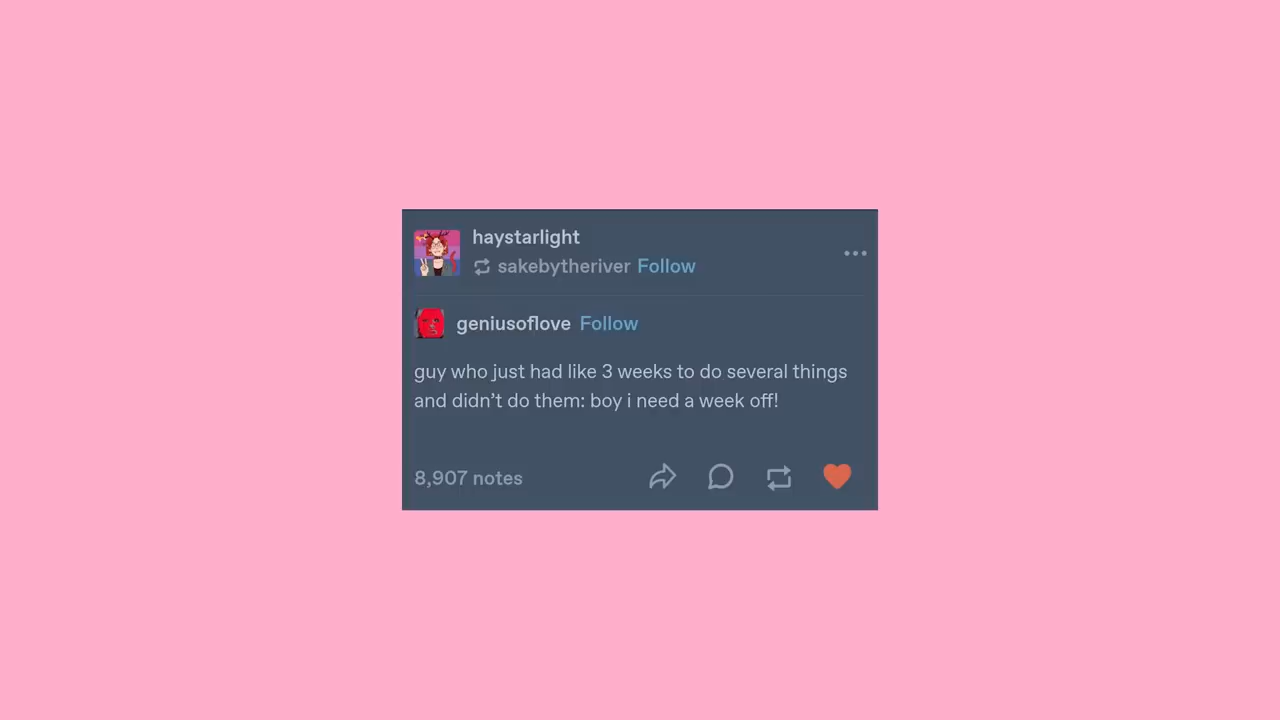 haystarlight
sakebytheriver Follow
geniusoflove Follow
guy who just had like 3 weeks to do several things
and didn’t do them: boy i need a week off!
8,907 notes